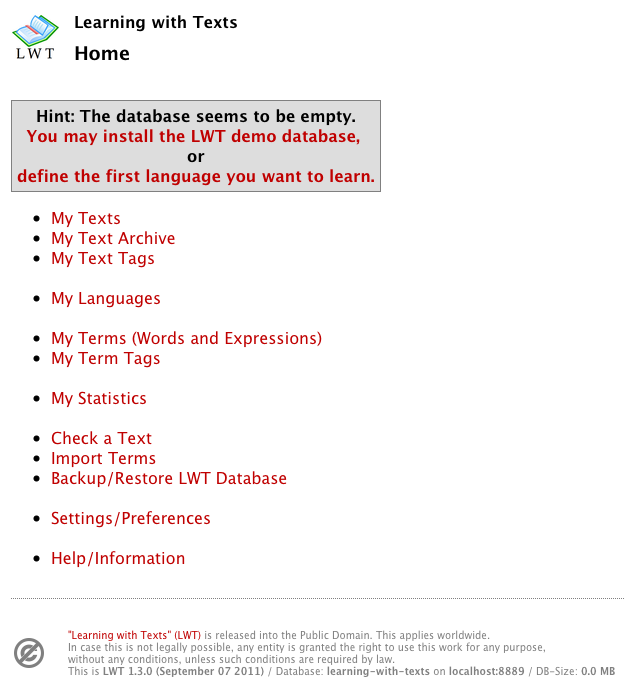 Learning with Texts
LWT
Home
Hint: The database seems to be empty.
You may install the LWT demo database,
or
define the first language you want to learn.
My Texts
My Text Archive
My Text Tags
My Languages
My Terms (Words and Expressions)
My Term Tags
My Statistics
Check a Text
Import Terms
Backup/Restore LWT Database
Settings/Preferences
Help/Information
"Learning with Texts" (LWT) is released into the Public Domain. This applies worldwide.
In case this is not legally possible, any entity is granted the right to use this work for any purpose,
without any conditions, unless such conditions are required by law.
This is LWT 1.3.0 (September 07 2011) / Database: learning-with-texts on localhost:8889 / DB-Size: 0.0 MB